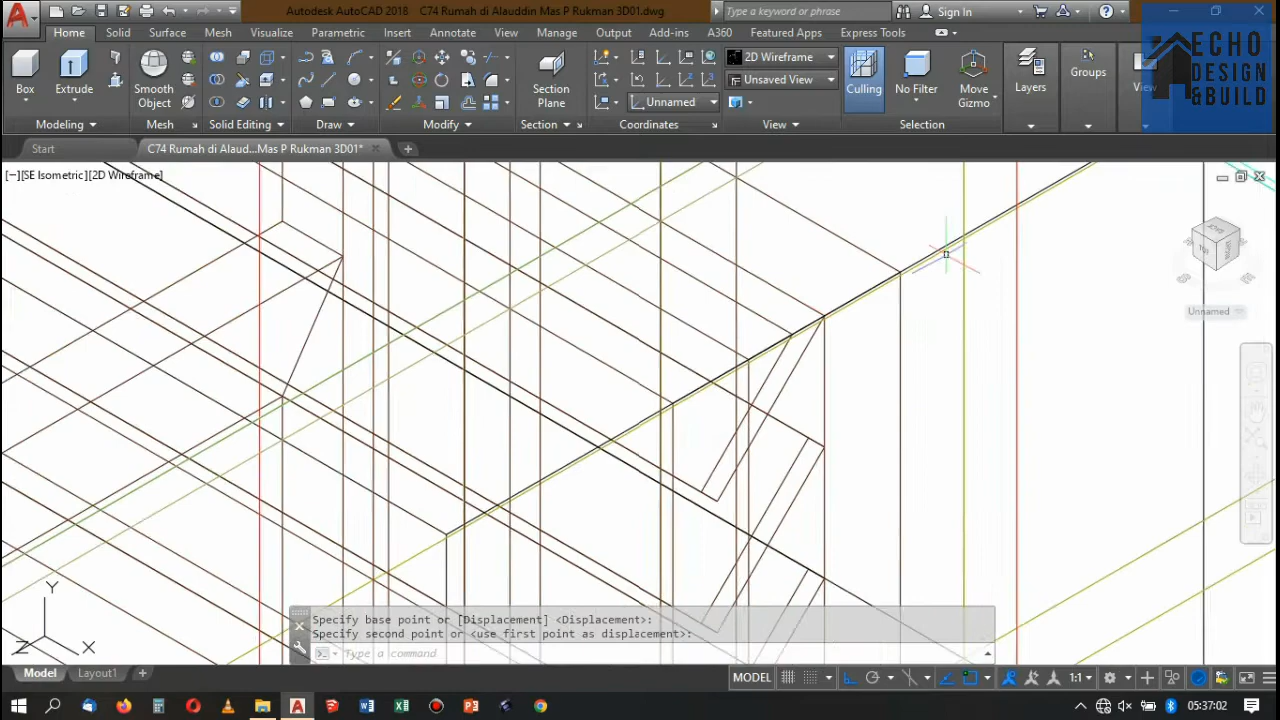 Autodesk AutoCAD 2018 C74 Rumah di Alauddin Mas P Rukman 3D01.dwg
Type a keyword or phrase
Sign In
Home Solid Surface Mesh Visualize Parametric Insert Annotate View Manage Output Add-ins A360 Featured Apps Express Tools
ECHO
DESIGN
&BUILD
Box
Extrude
Smooth
Object
Section
Plane
2D Wireframe
Unsaved View
Unnamed
Culling
No Filter
Move
Gizmo
Layers
Groups
View
Modeling
Mesh
Solid Editing
Draw
Modify
Section
Coordinates
View
Selection
Start
C74 Rumah di Alaud...Mas P Rukman 3D01*
[−][SE Isometric][2D Wireframe]
Unnamed
Y
Z
X
Specify base point or [Displacement] <Displacement>:
Specify second point or <use first point as displacement>:
Type a command
Model
Layout1
MODEL
1:1
05:37:02